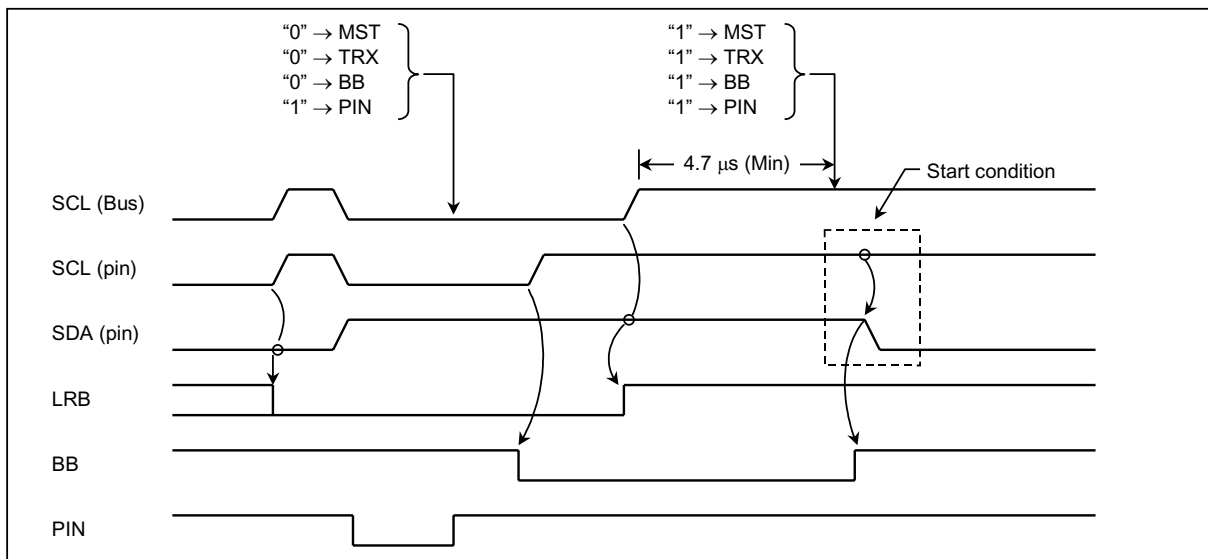 “0” → MST
“0” → TRX
“0” → BB
“1” → PIN
“1” → MST
“1” → TRX
“1” → BB
“1” → PIN
4.7 μs (Min)
Start condition
SCL (Bus)
SCL (pin)
SDA (pin)
LRB
BB
PIN